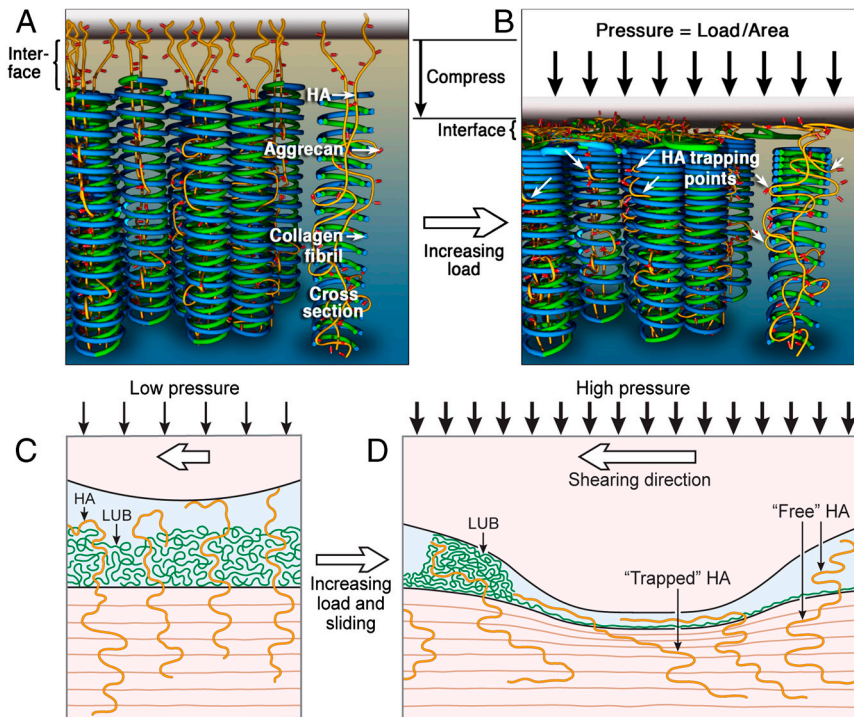 A
Inter-
face
HA
Aggrecan
Collagen
fibril
Cross
section
Compress
Interface
Increasing
load
B
Pressure = Load/Area
HA trapping
points
Low pressure
C
HA
LUB
Increasing
load and
sliding
High pressure
D
Shearing direction
LUB
"Trapped" HA
"Free" HA